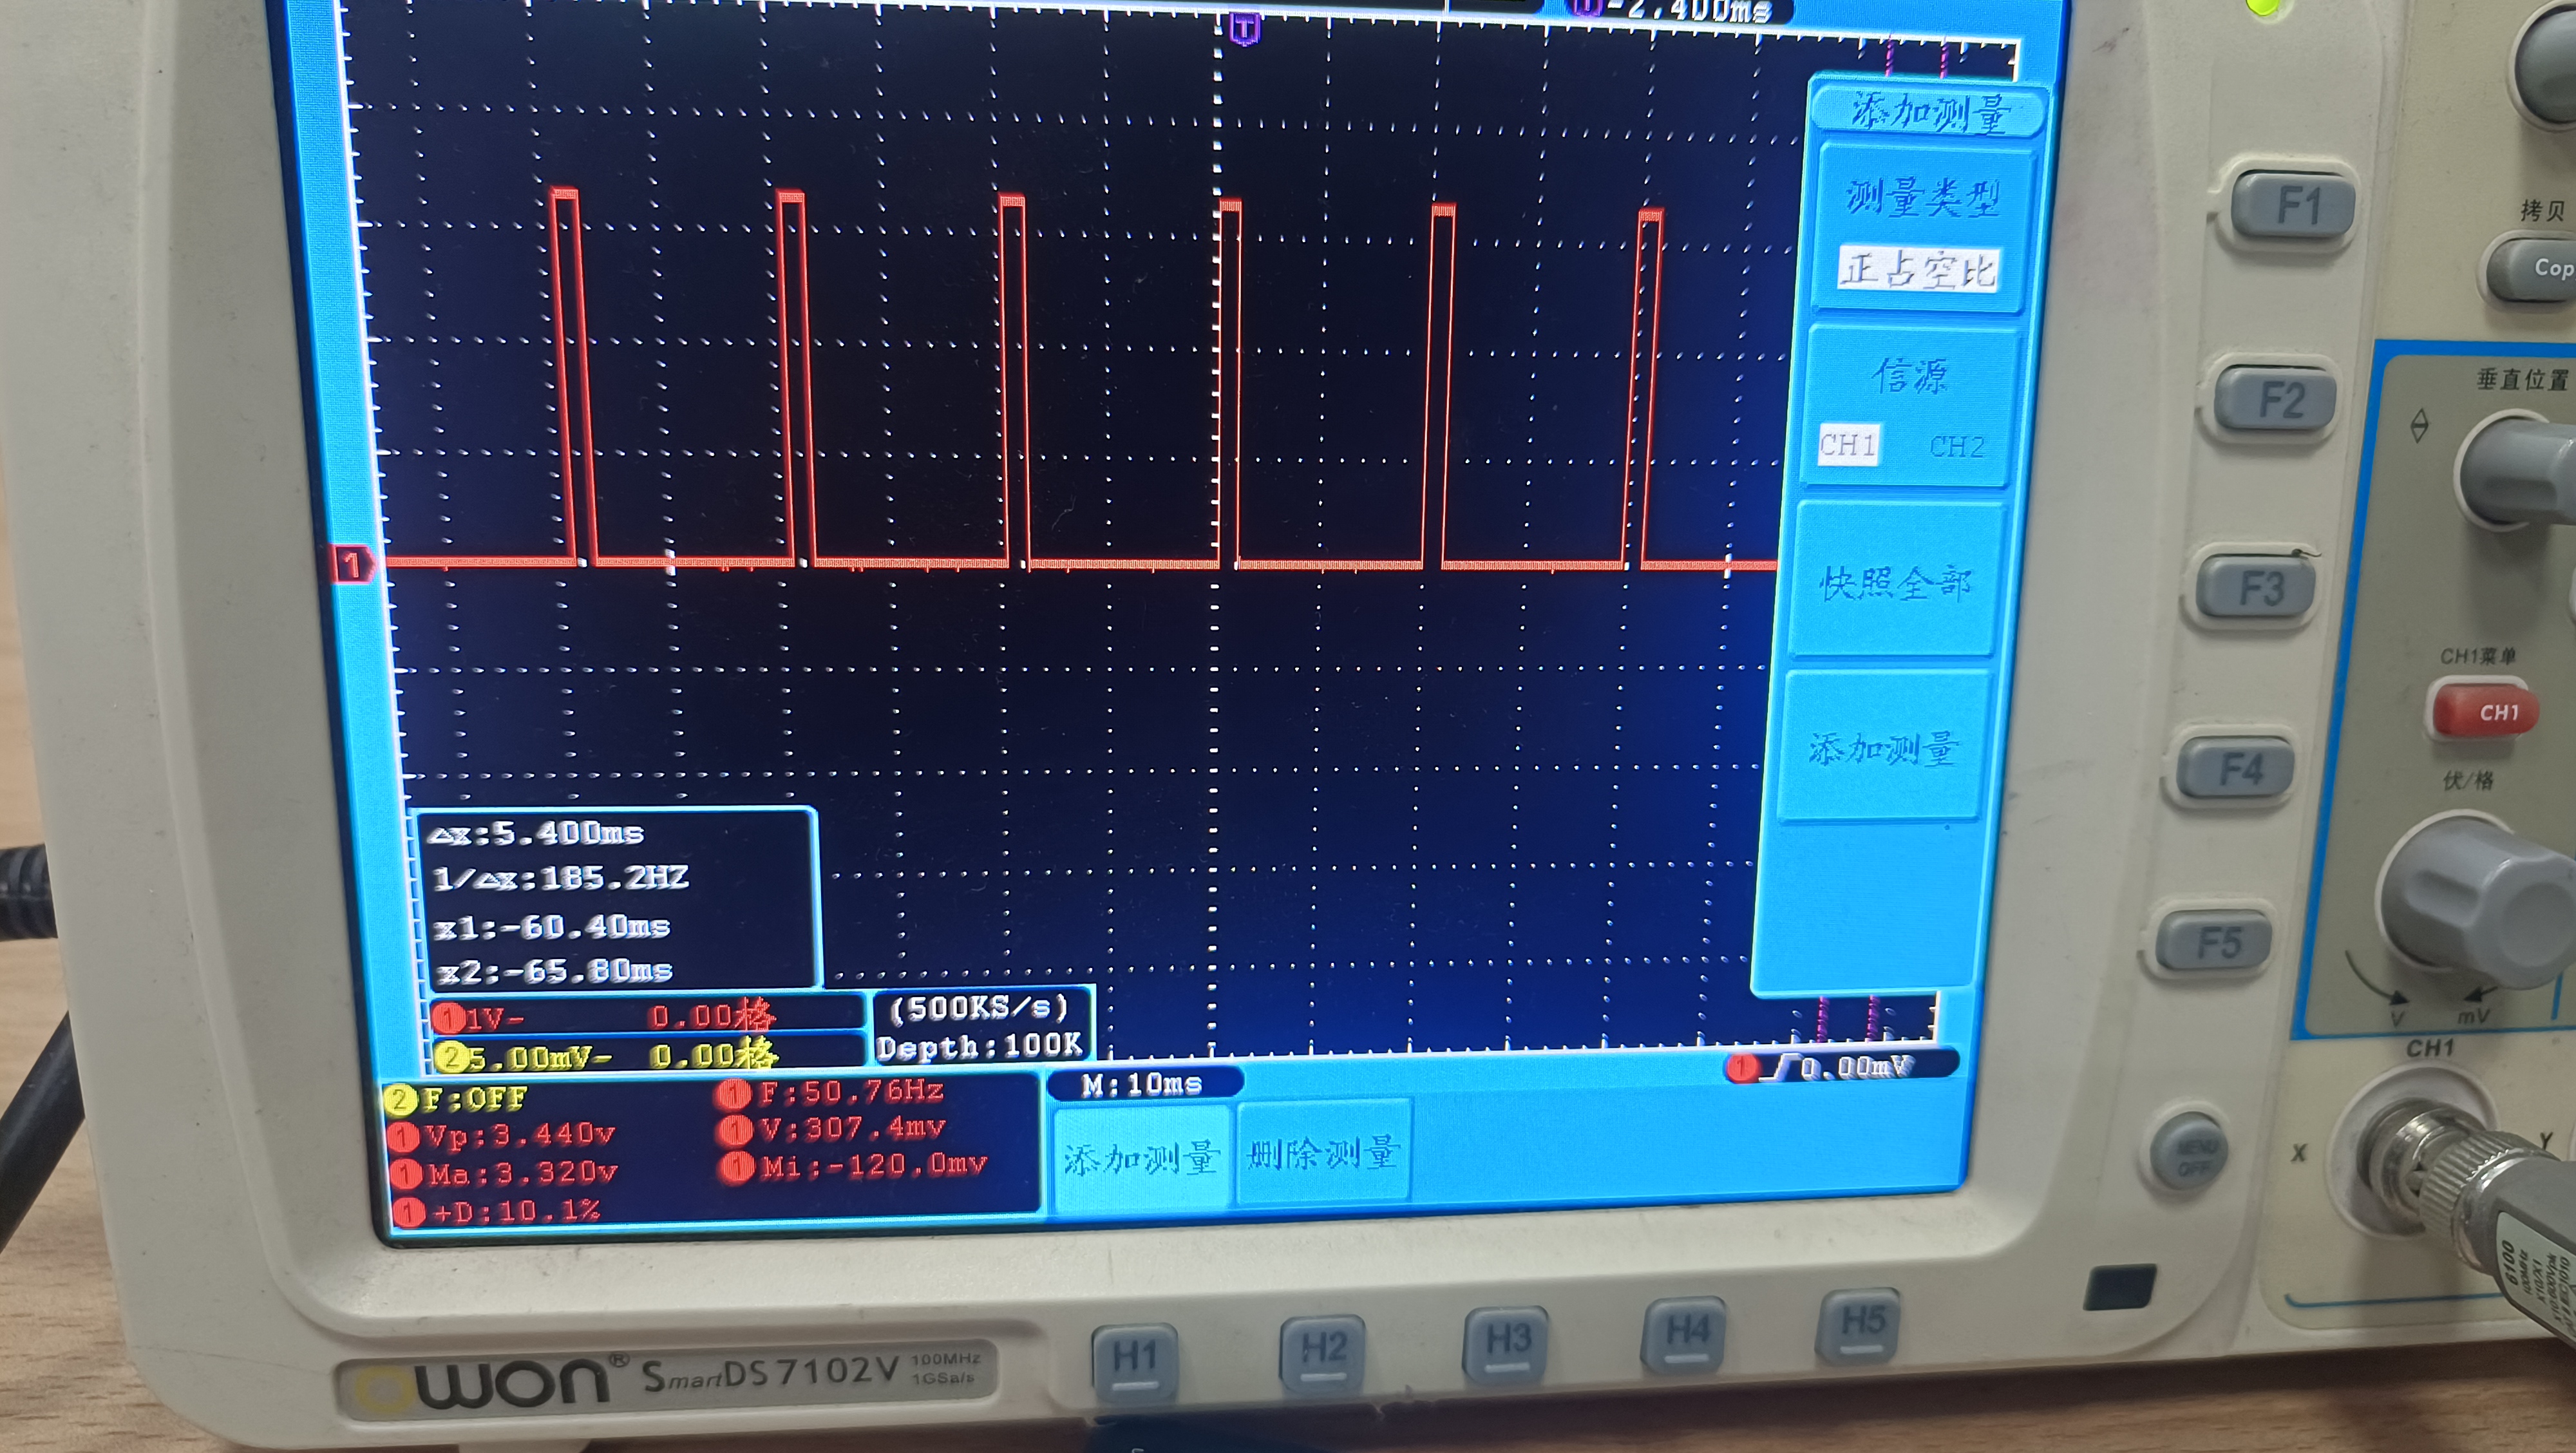 T
-2.400ms
添加测量
测量类型
正占空比
信源
CH1 CH2
快照全部
添加测量
1
△x:5.400ms
1/△x:185.2HZ
x1:-60.40ms
x2:-65.80ms
1 1V- 0.00格
2 5.00mV- 0.00格
(500KS/s)
Depth:100K
2 F:OFF
1 F:50.76Hz
1 Vp:3.440v
1 V:307.4mv
1 Ma:3.320v
1 Mi:-120.0mv
1 +D:10.1%
M:10ms
1 0.00mV
添加测量
删除测量
F1
F2
F3
F4
F5
MENU
OFF
拷贝
Cop
垂直位置
CH1菜单
CH1
伏/格
V mV
CH1
X
Y
6100
100MHz
owon® SmartDS7102V 100MHz
1GSa/s
H1
H2
H3
H4
H5